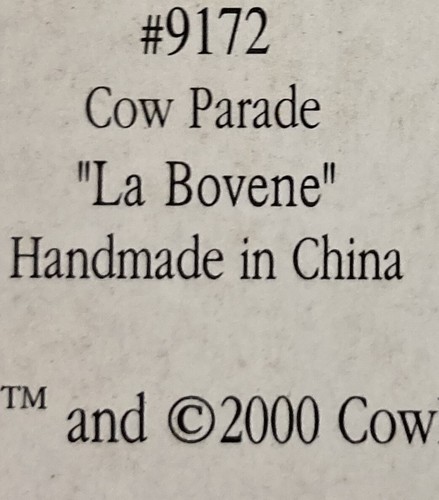 #9172
Cow Parade
"La Bovene"
Handmade in China
™ and ©2000 Cow